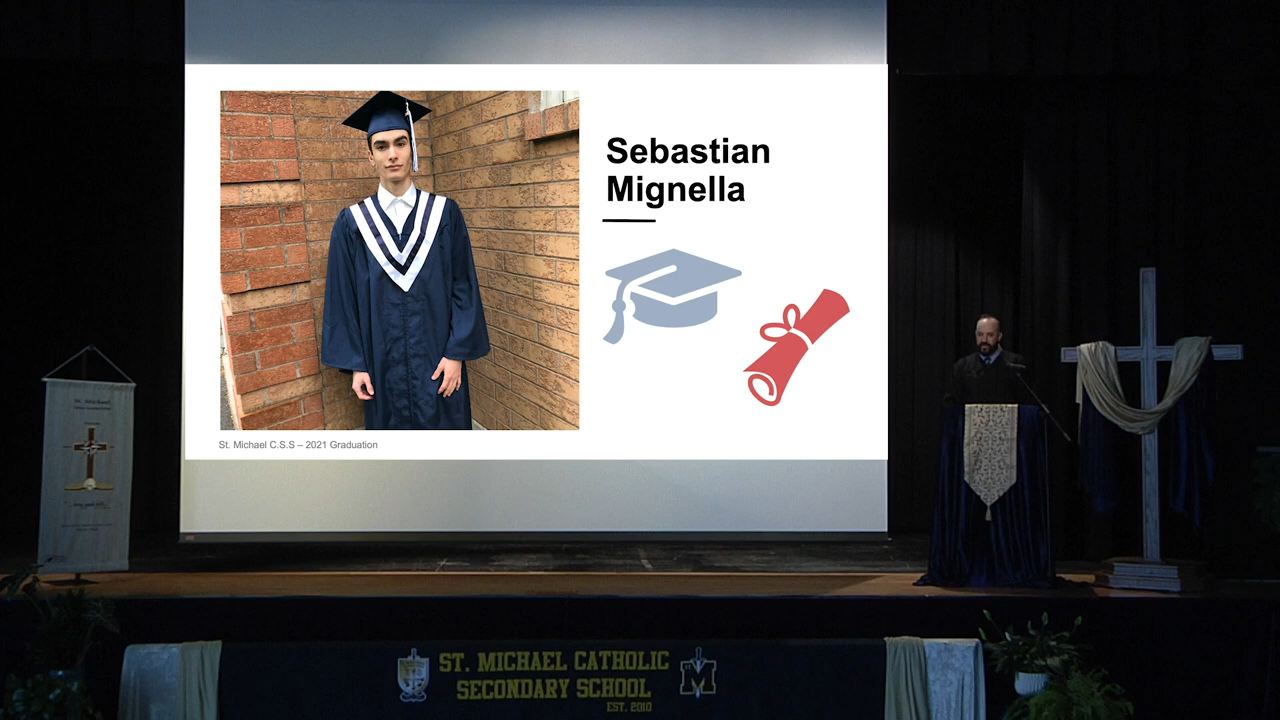 Sebastian
Mignella
St. Michael C.S.S – 2021 Graduation
ST. MICHAEL CATHOLIC
SECONDARY SCHOOL
EST. 2010